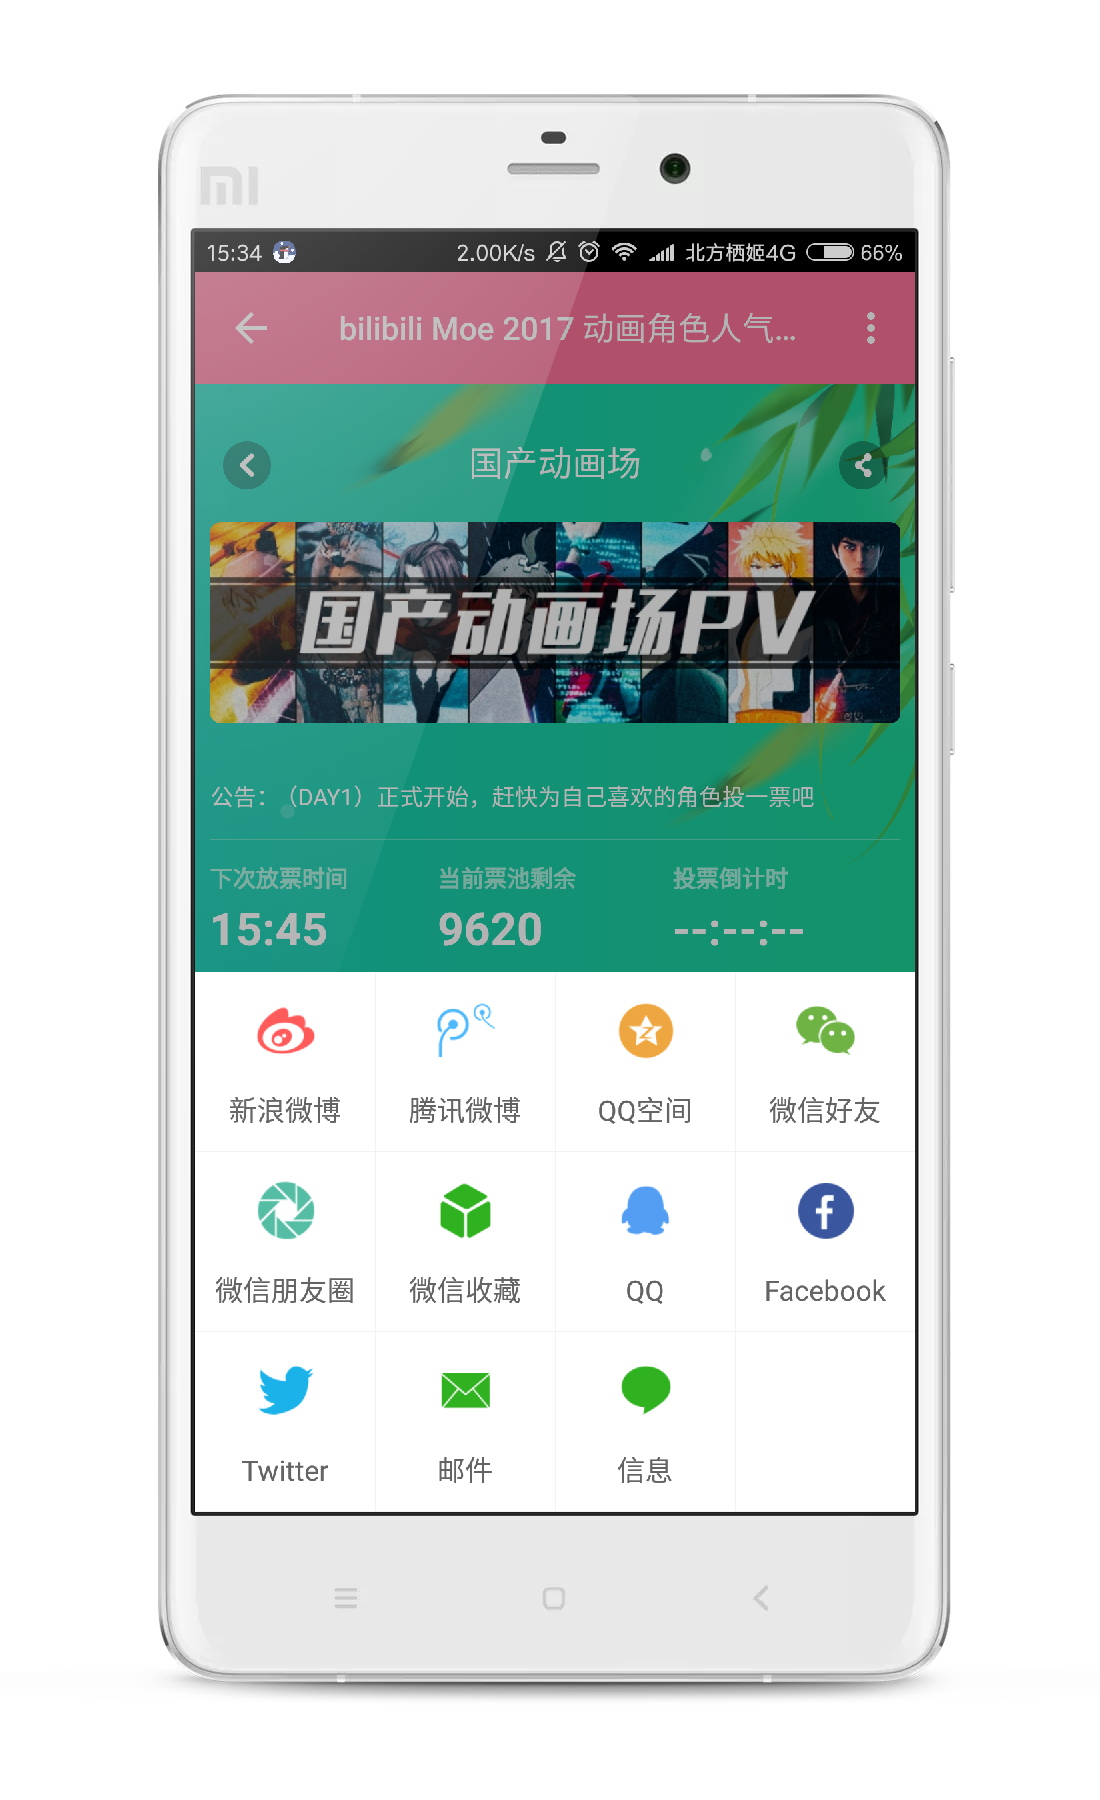 MI
15:34 2.00K/s 北方栖姬4G 66%
bilibili Moe 2017 动画角色人气...
国产动画场
国产动画场PV
公告：（DAY1）正式开始，赶快为自己喜欢的角色投一票吧
下次放票时间 当前票池剩余 投票倒计时
15:45 9620 --:--:--
新浪微博 腾讯微博 QQ空间 微信好友
微信朋友圈 微信收藏 QQ Facebook
Twitter 邮件 信息